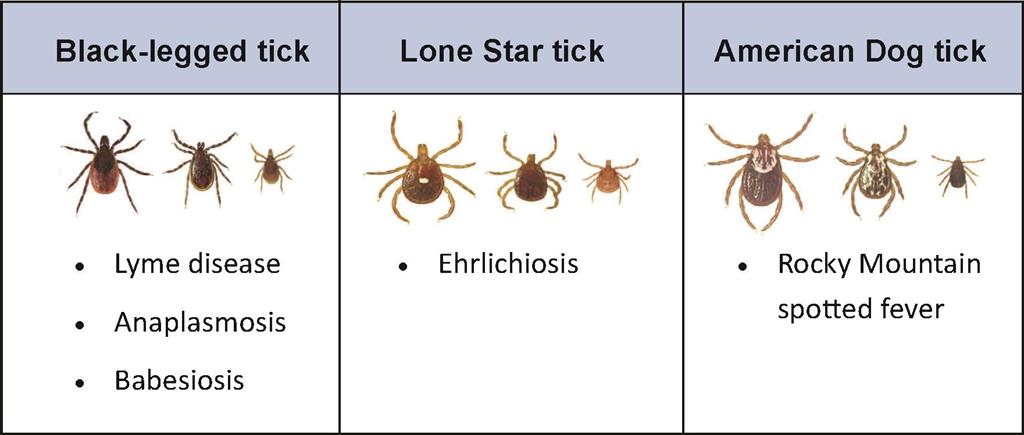 Black-legged tick
Lone Star tick
American Dog tick
• Lyme disease
• Anaplasmosis
• Babesiosis
• Ehrlichiosis
• Rocky Mountain
spotted fever